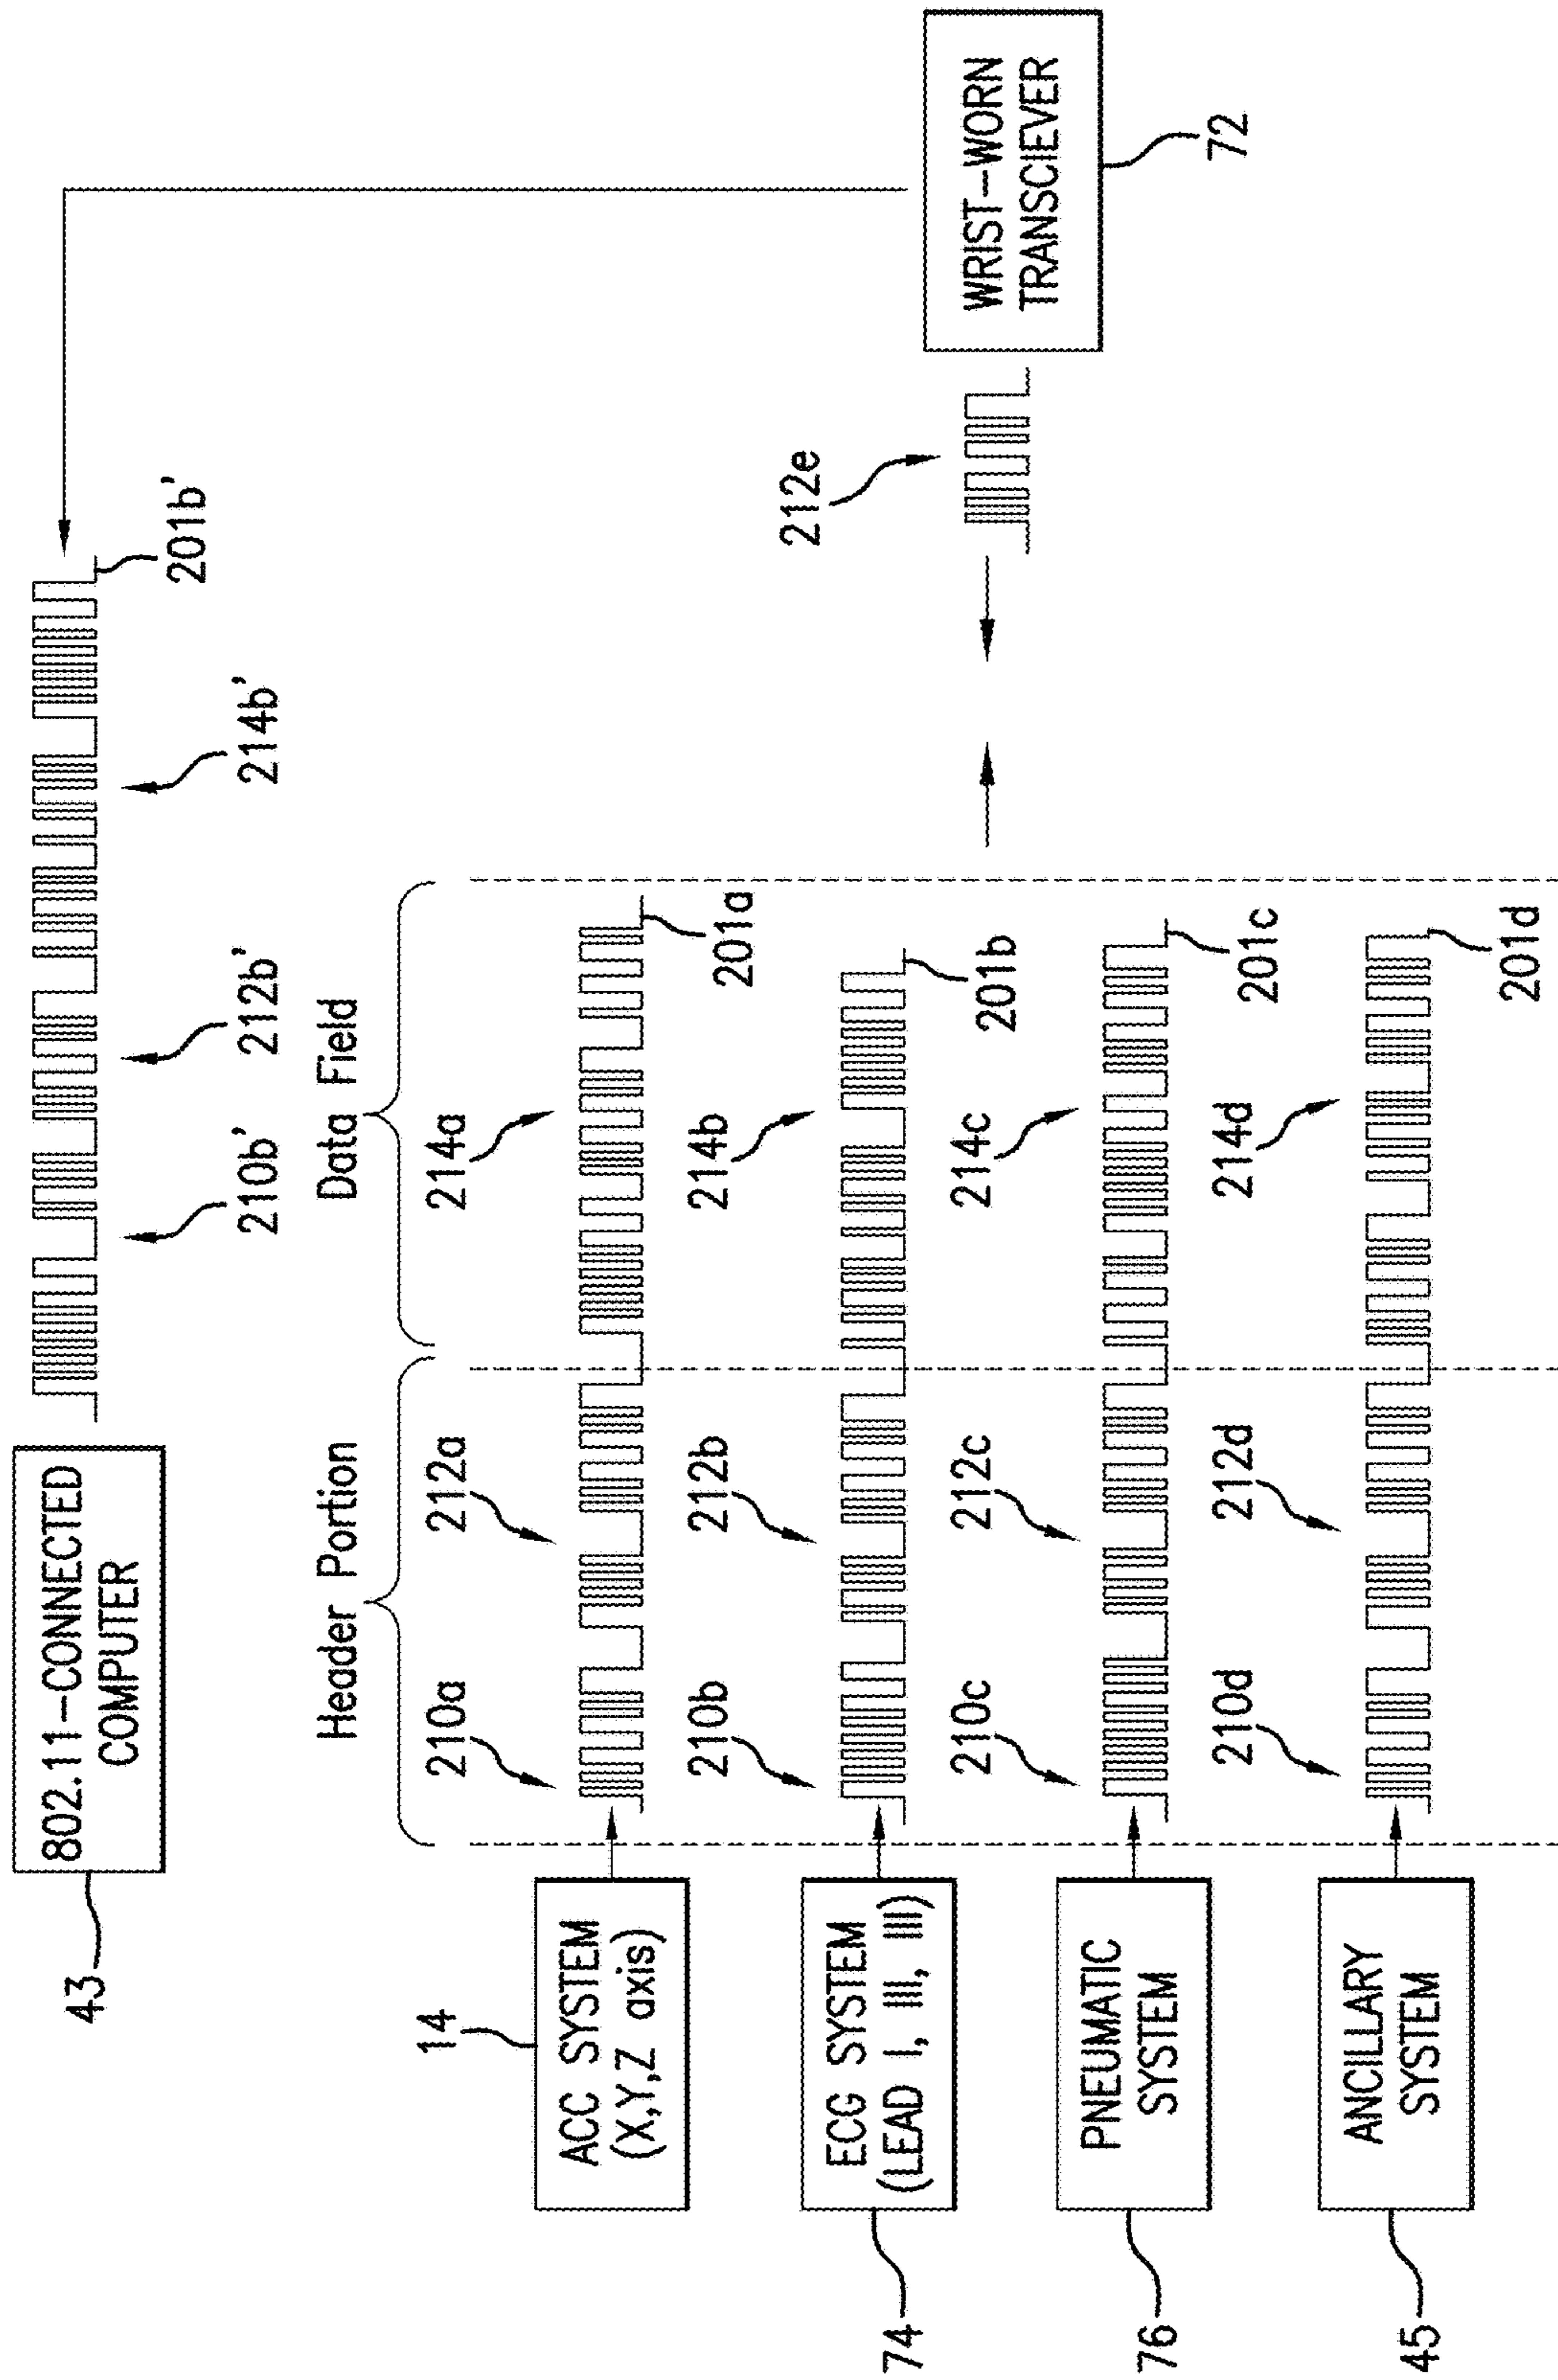 802.11-CONNECTED
COMPUTER
43
210b'
212b'
214b'
201b'
Header Portion
Data Field
14
ACC SYSTEM
(X,Y,Z axis)
210a
212a
214a
201a
74
ECG SYSTEM
(LEAD I, III, III)
210b
212b
214b
201b
76
PNEUMATIC
SYSTEM
210c
212c
214c
201c
45
ANCILLARY
SYSTEM
210d
212d
214d
201d
212e
WRIST-WORN
TRANSCIEVER
72